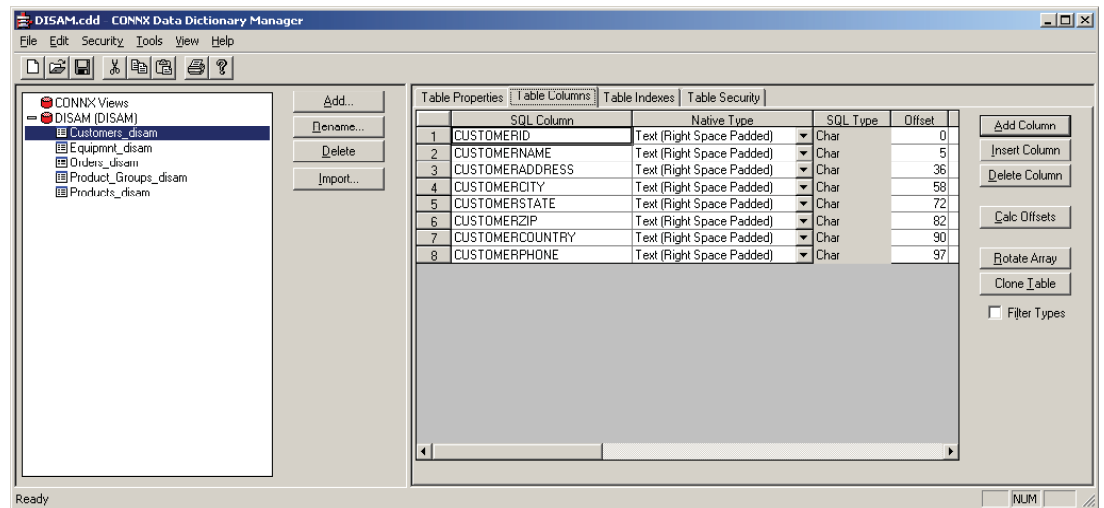 DISAM.cdd - CONNX Data Dictionary Manager
File Edit Security Tools View Help
CONNX Views
DISAM (DISAM)
Customers_disam
Equipmnt_disam
Orders_disam
Product_Groups_disam
Products_disam
Add...
Rename...
Delete
Import...
Table Properties Table Columns Table Indexes Table Security
SQL Column Native Type SQL Type Offset
1 CUSTOMERID Text (Right Space Padded) Char 0
2 CUSTOMERNAME Text (Right Space Padded) Char 5
3 CUSTOMERADDRESS Text (Right Space Padded) Char 36
4 CUSTOMERCITY Text (Right Space Padded) Char 58
5 CUSTOMERSTATE Text (Right Space Padded) Char 72
6 CUSTOMERZIP Text (Right Space Padded) Char 82
7 CUSTOMERCOUNTRY Text (Right Space Padded) Char 90
8 CUSTOMERPHONE Text (Right Space Padded) Char 97
Add Column
Insert Column
Delete Column
Calc Offsets
Rotate Array
Clone Table
Filter Types
Ready
NUM